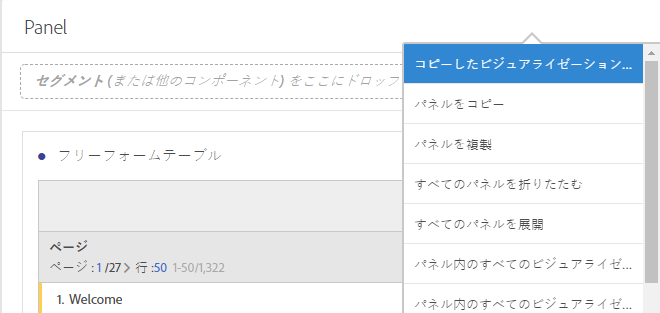 Panel
セグメント (または他のコンポーネント) をここにドロップ
フリーフォームテーブル
ページ
ページ : 1 /27 > 行 : 50 1-50/1,322
1. Welcome
コピーしたビジュアライゼーション...
パネルをコピー
パネルを複製
すべてのパネルを折りたたむ
すべてのパネルを展開
パネル内のすべてのビジュアライゼ...
パネル内のすべてのビジュアライゼ...